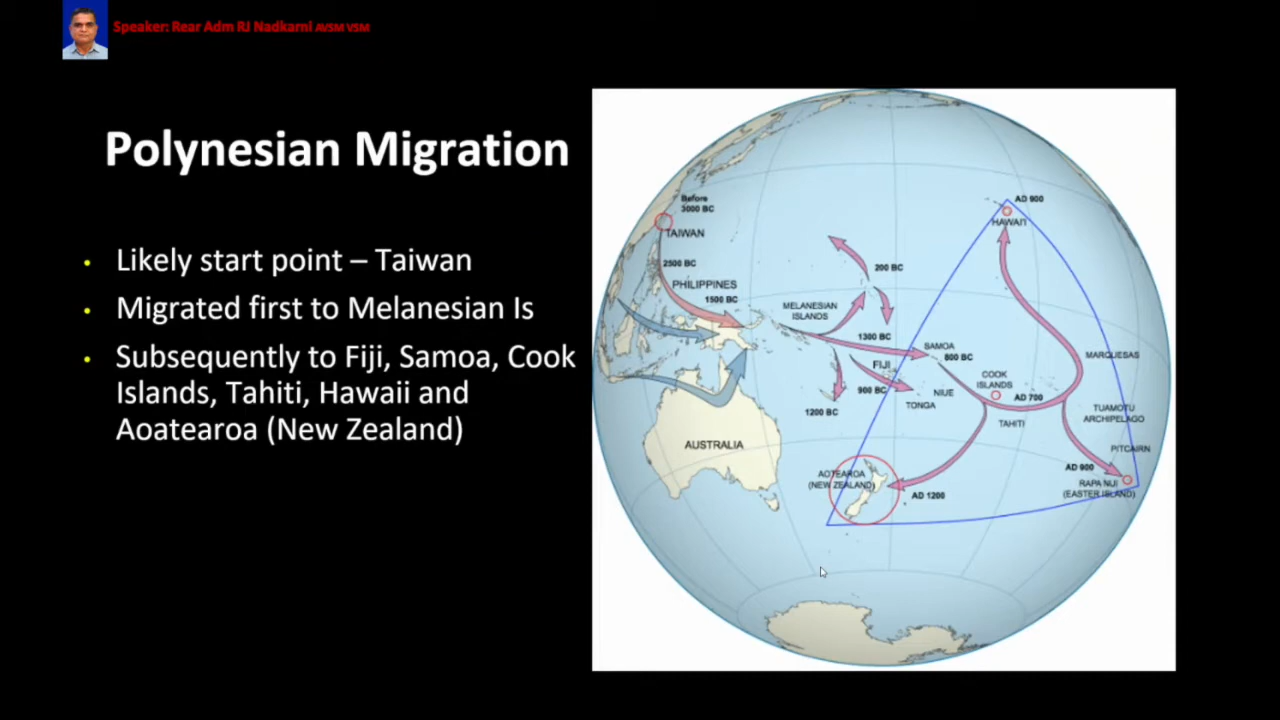 Speaker: Rear Adm RJ Nadkarni AVSM VSM
Polynesian Migration
• Likely start point – Taiwan
• Migrated first to Melanesian Is
• Subsequently to Fiji, Samoa, Cook
Islands, Tahiti, Hawaii and
Aoatearoa (New Zealand)
Before
3000 BC
TAIWAN
2500 BC
PHILIPPINES
1500 BC
MELANESIAN
ISLANDS
200 BC
AD 900
HAWAI'I
1300 BC
SAMOA
800 BC
FIJI
900 BC
NIUE
TONGA
1200 BC
COOK
ISLANDS
AD 700
TAHITI
MARQUESAS
TUAMOTU
ARCHIPELAGO
PITCAIRN
AD 900
RAPA NUI
(EASTER ISLAND)
AUSTRALIA
AOTEAROA
(NEW ZEALAND)
AD 1200